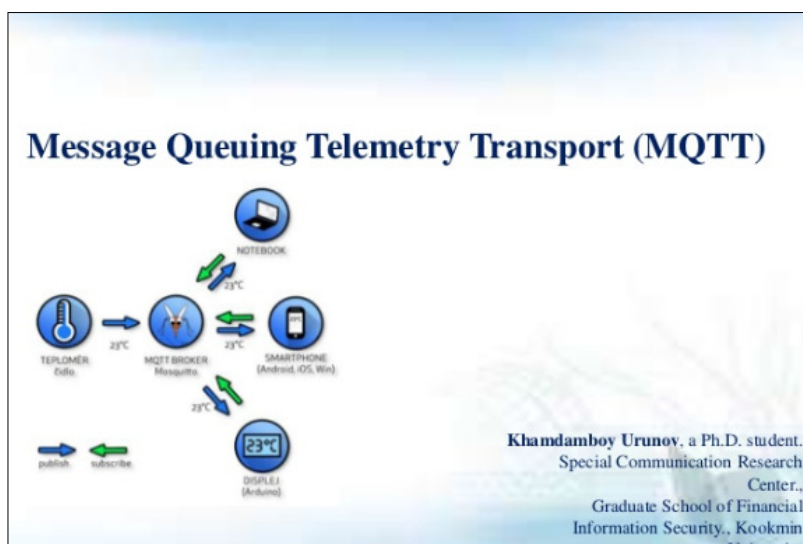 Message Queuing Telemetry Transport (MQTT)
NOTEBOOK
23°C
TEPLOMĚR
čidlo
23°C
MQTT BROKER
Mosquitto
23°C
SMARTPHONE
(Android, iOS, Win)
23°C
23°C
23°C
DISPLEJ
(Arduino)
publish
subscribe
Khamdamboy Urunov, a Ph.D. student.
Special Communication Research
Center.,
Graduate School of Financial
Information Security., Kookmin